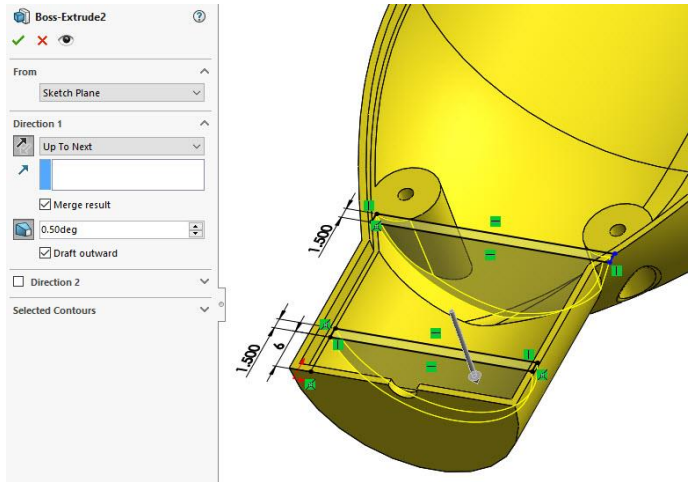 Boss-Extrude2
From
Sketch Plane
Direction 1
Up To Next
Merge result
0.50deg
Draft outward
Direction 2
Selected Contours
1.500
1.500
6